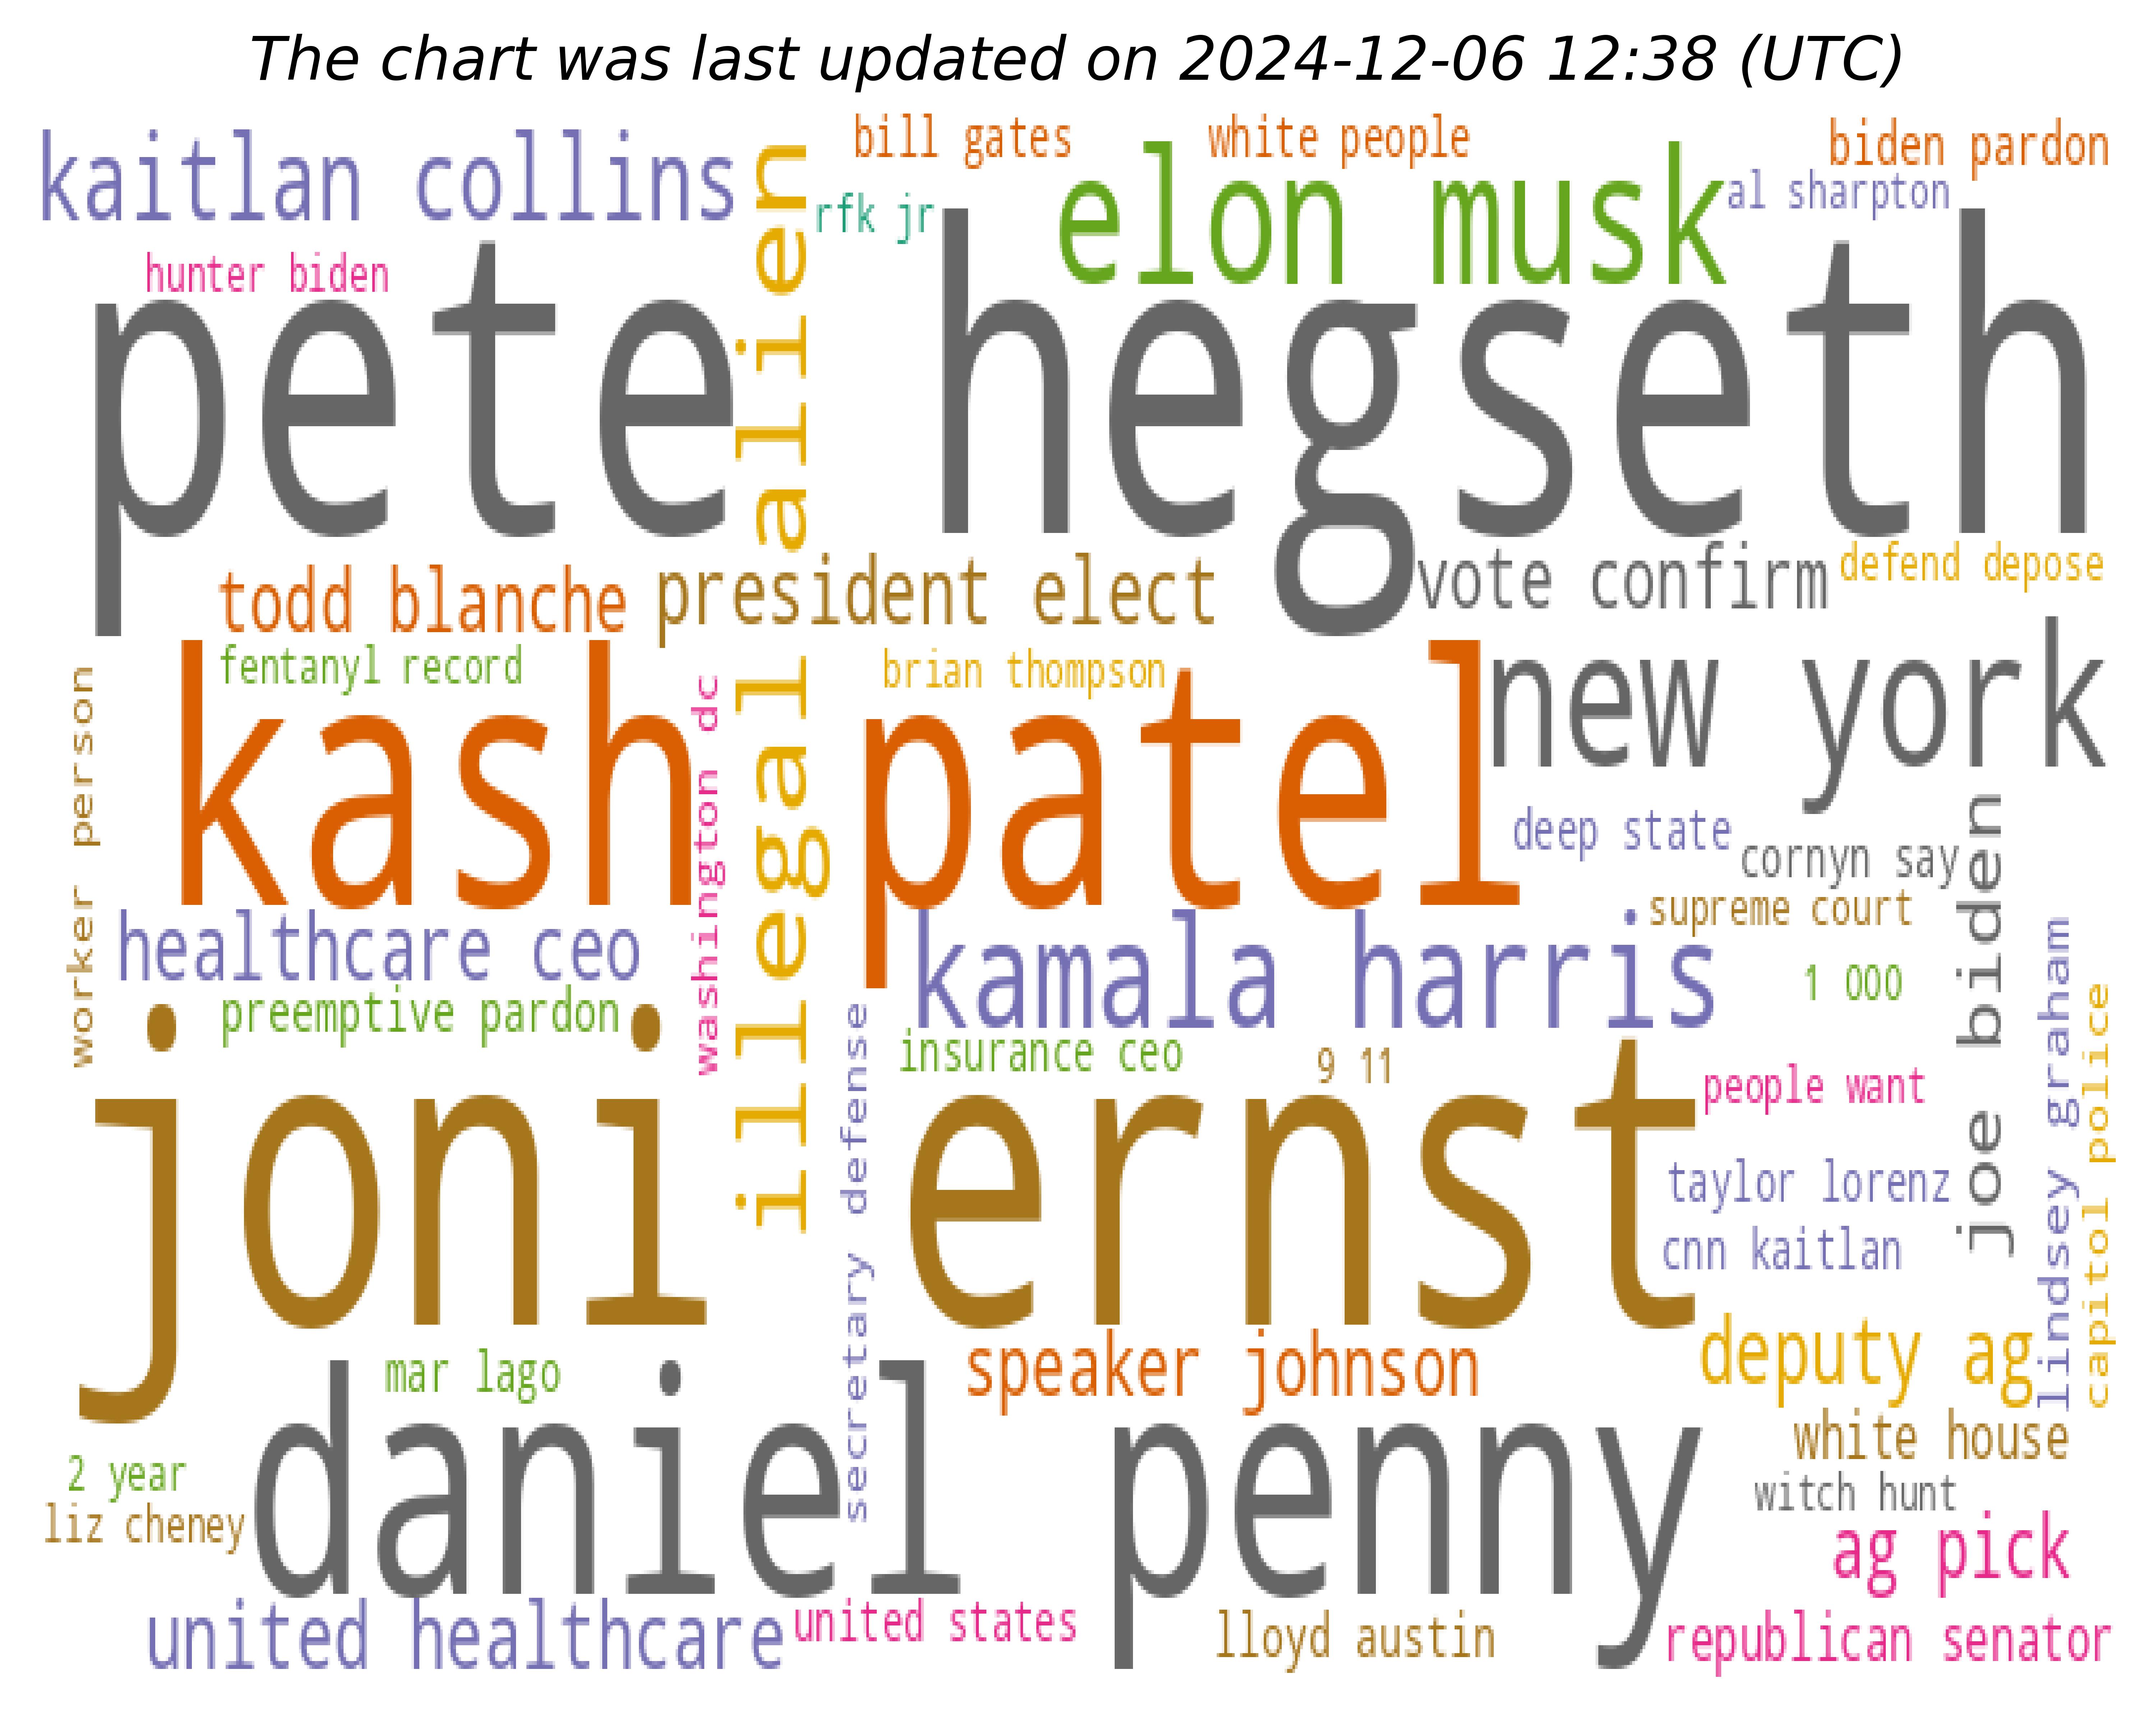 The chart was last updated on 2024-12-06 12:38 (UTC)
bill gates
white people
biden pardon
kaitlan collins
elon musk
al sharpton
rfk jr
hunter biden
pete hegseth
illegal alien
todd blanche
president elect
vote confirm
defend depose
fentanyl record
brian thompson
new york
kash patel
worker person
washington dc
deep state
cornyn say
joe biden
supreme court
healthcare ceo
kamala harris
1 000
preemptive pardon
insurance ceo
9 11
people want
lindsey graham
capitol police
secretary defense
joni ernst
taylor lorenz
cnn kaitlan
mar lago
speaker johnson
deputy ag
daniel penny
white house
2 year
witch hunt
liz cheney
ag pick
united healthcare
united states
lloyd austin
republican senator